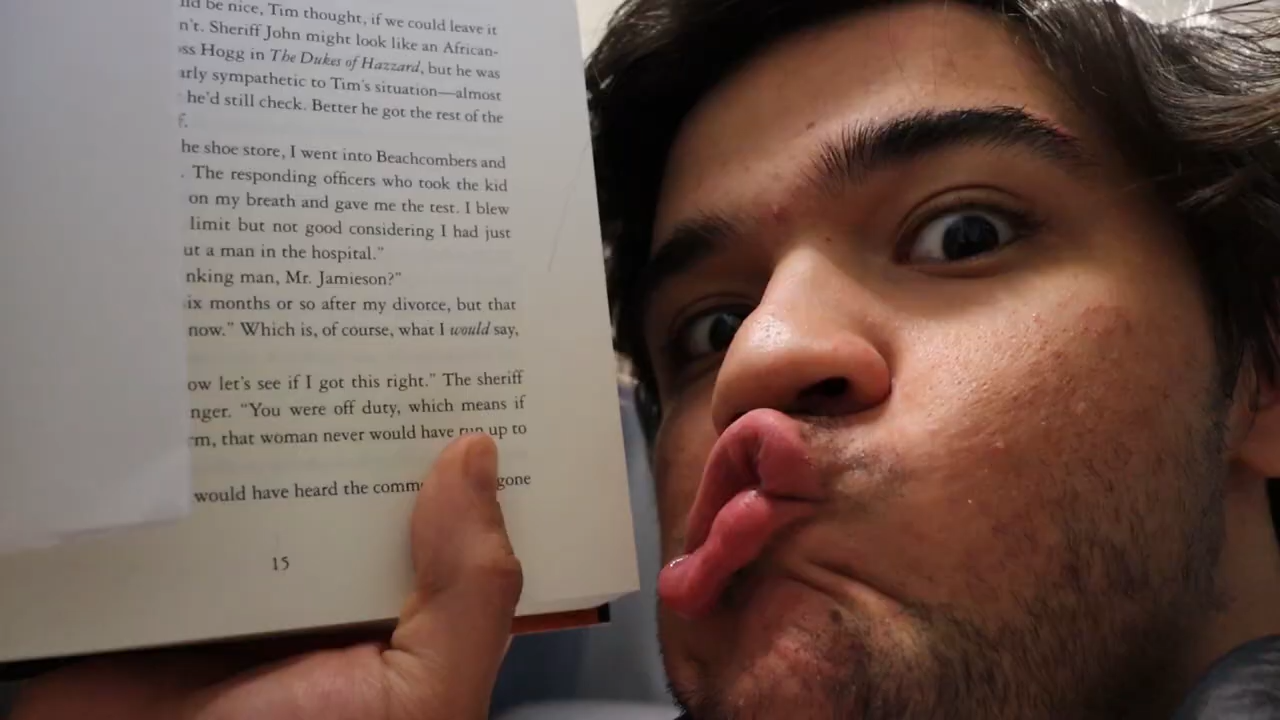 ld be nice, Tim thought, if we could leave it
n't. Sheriff John might look like an African-
ss Hogg in The Dukes of Hazzard, but he was
arly sympathetic to Tim's situation—almost
he'd still check. Better he got the rest of the
f.
he shoe store, I went into Beachcombers and
. The responding officers who took the kid
on my breath and gave me the test. I blew
limit but not good considering I had just
ut a man in the hospital."
nking man, Mr. Jamieson?"
ix months or so after my divorce, but that
now." Which is, of course, what I would say,
ow let's see if I got this right." The sheriff
nger. "You were off duty, which means if
m, that woman never would have run up to
would have heard the comm gone
15